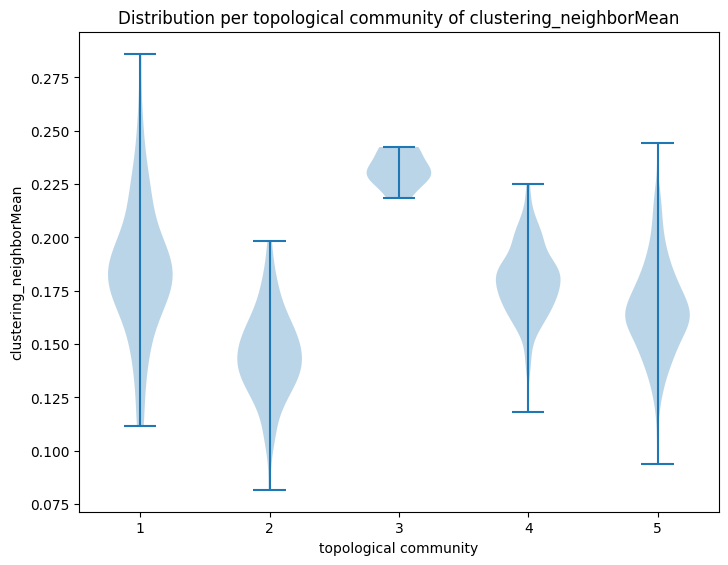 Distribution per topological community of clustering_neighborMean
0.275
0.250
0.225
0.200
0.175
0.150
0.125
0.100
0.075
clustering_neighborMean
1 2 3 4 5
topological community